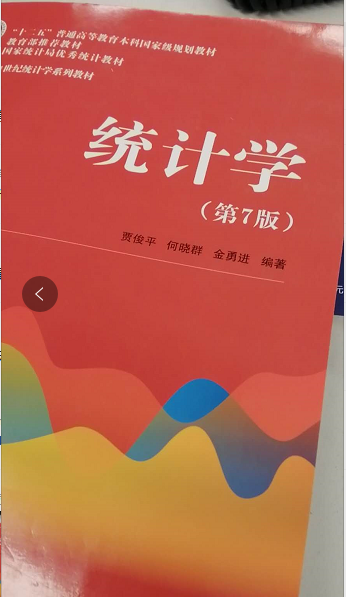 “十二五”普通高等教育本科国家级规划教材
教育部推荐教材
国家统计局优秀统计教材
世纪统计学系列教材
统计学
（第7版）
贾俊平 何晓群 金勇进 编著
元